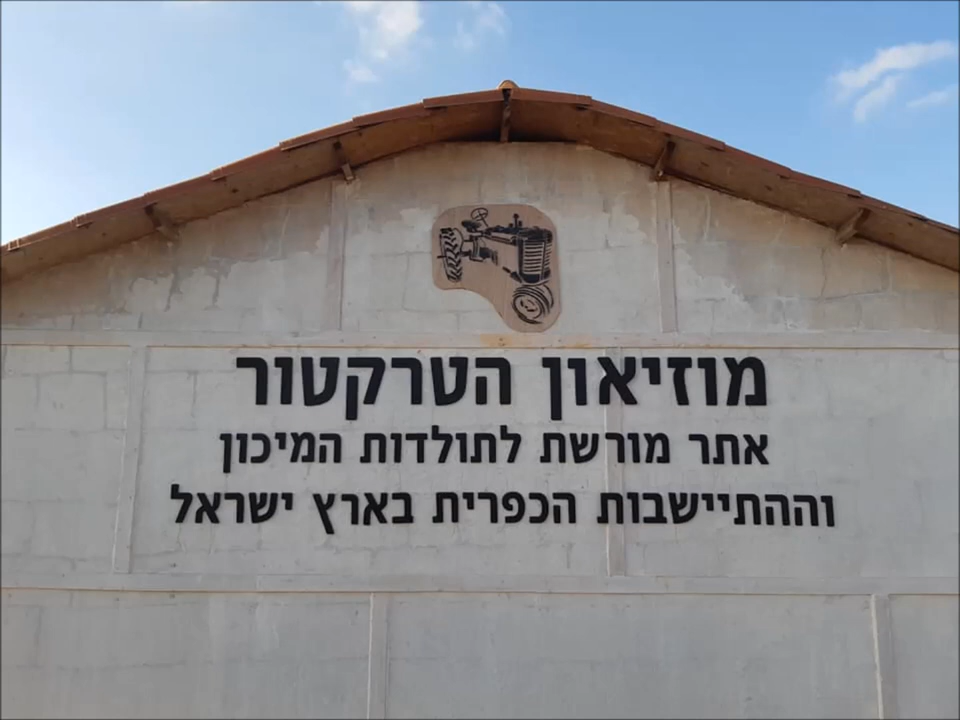 מוזיאון הטרקטור
אתר מורשת לתולדות המיכון
וההתיישבות הכפרית בארץ ישראל